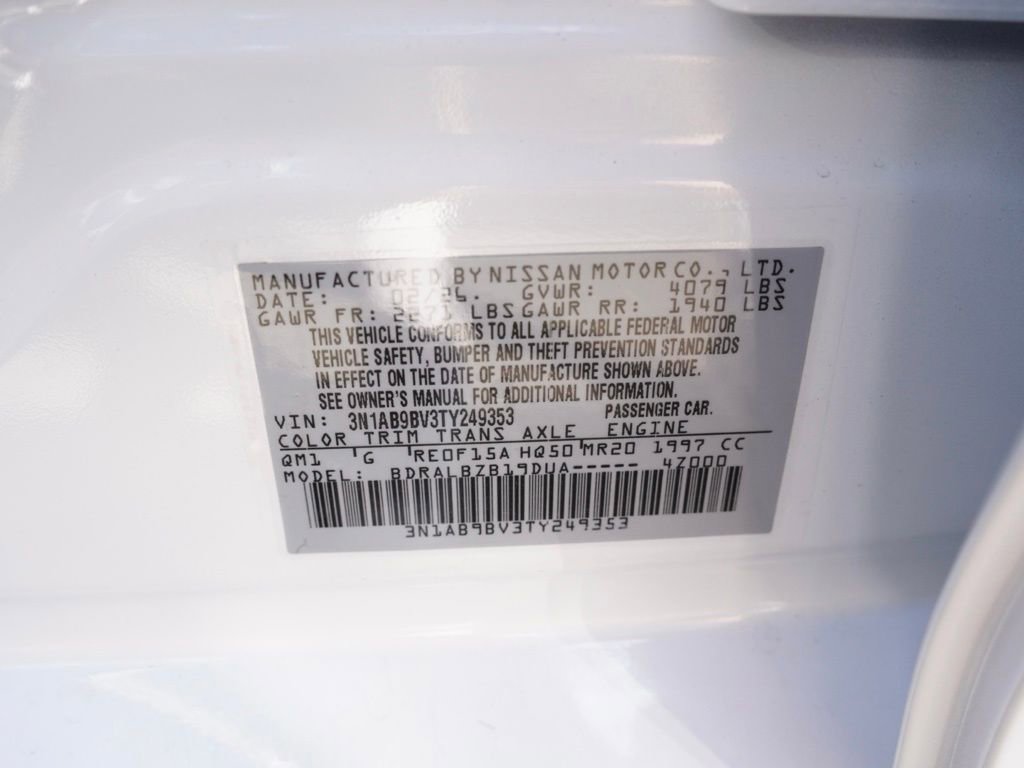 MANUFACTURED BY NISSAN MOTOR CO., LTD.
DATE: 02/26. GVWR: 4079 LBS
GAWR FR: 2271 LBS GAWR RR: 1940 LBS
THIS VEHICLE CONFORMS TO ALL APPLICABLE FEDERAL MOTOR
VEHICLE SAFETY, BUMPER AND THEFT PREVENTION STANDARDS
IN EFFECT ON THE DATE OF MANUFACTURE SHOWN ABOVE.
SEE OWNER'S MANUAL FOR ADDITIONAL INFORMATION.
VIN: 3N1AB9BV3TY249353 PASSENGER CAR.
COLOR TRIM TRANS AXLE ENGINE
QM1 G RE0F15A HQ50 MR20 1997 CC
MODEL: BDRALBZB19DUA----- 47000
3N1AB9BV3TY249353